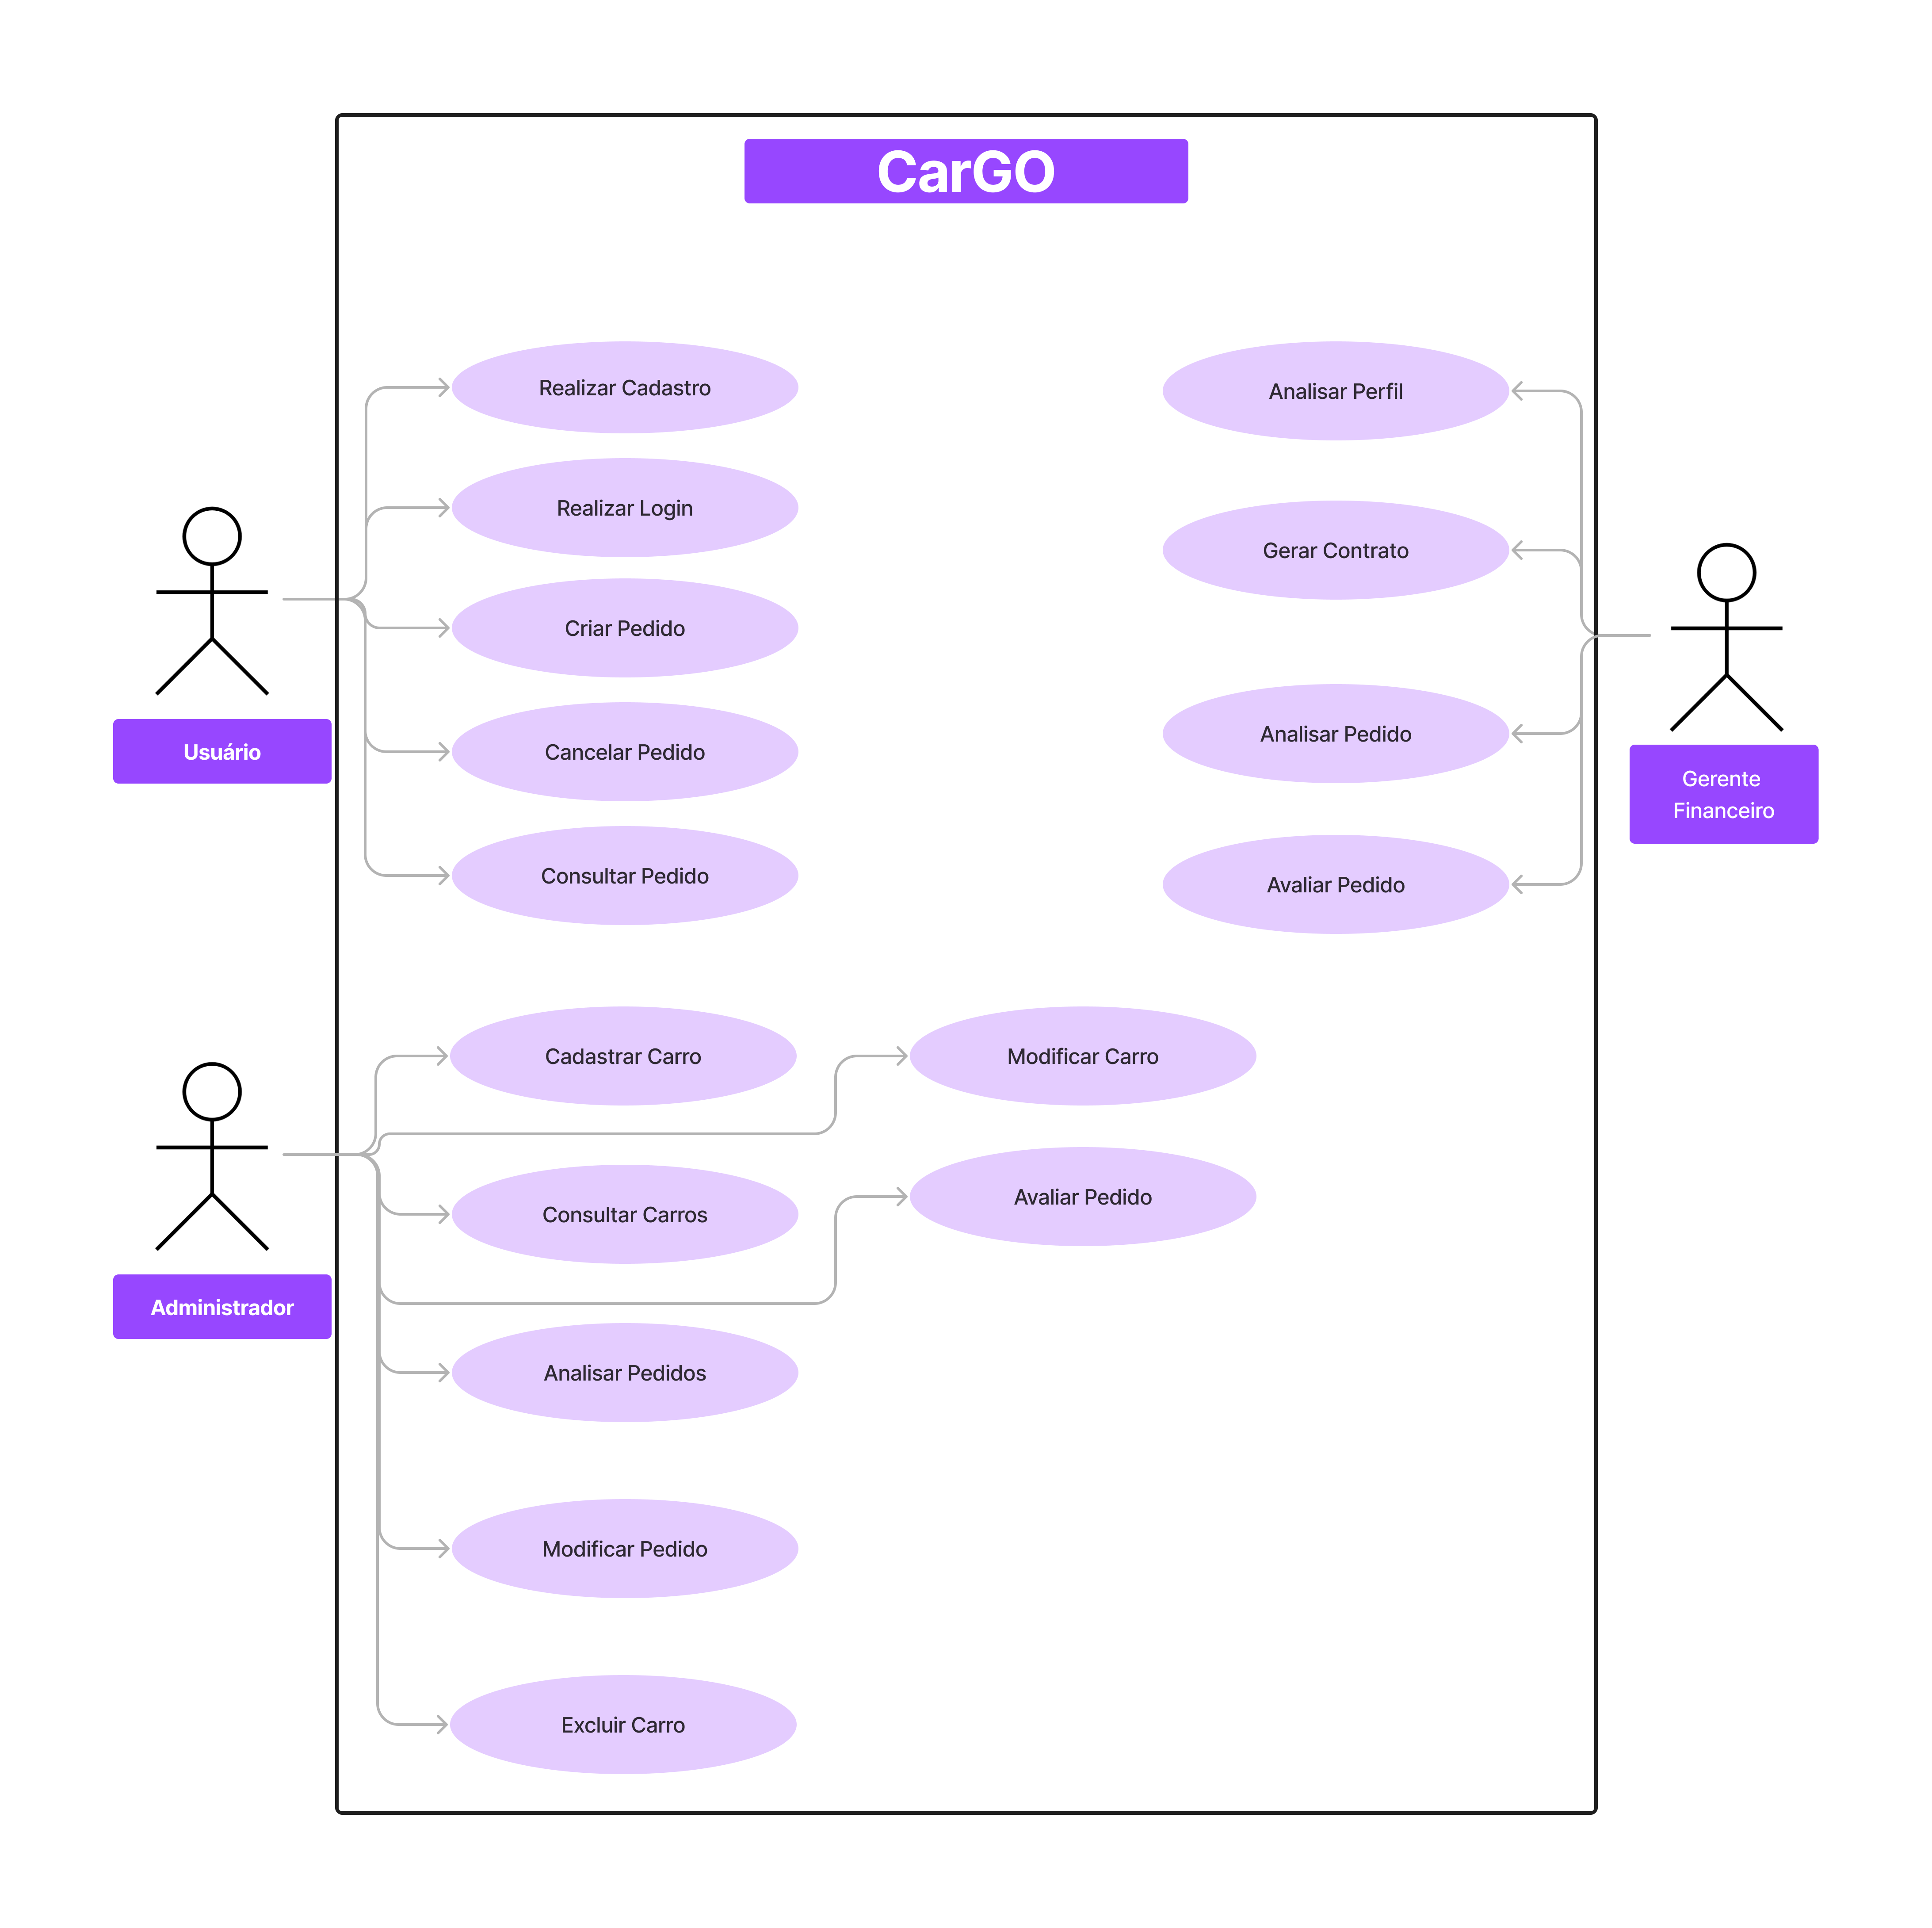 CarGO
Realizar Cadastro
Realizar Login
Criar Pedido
Cancelar Pedido
Consultar Pedido
Usuário
Analisar Perfil
Gerar Contrato
Analisar Pedido
Avaliar Pedido
Gerente
Financeiro
Cadastrar Carro
Modificar Carro
Consultar Carros
Avaliar Pedido
Administrador
Analisar Pedidos
Modificar Pedido
Excluir Carro